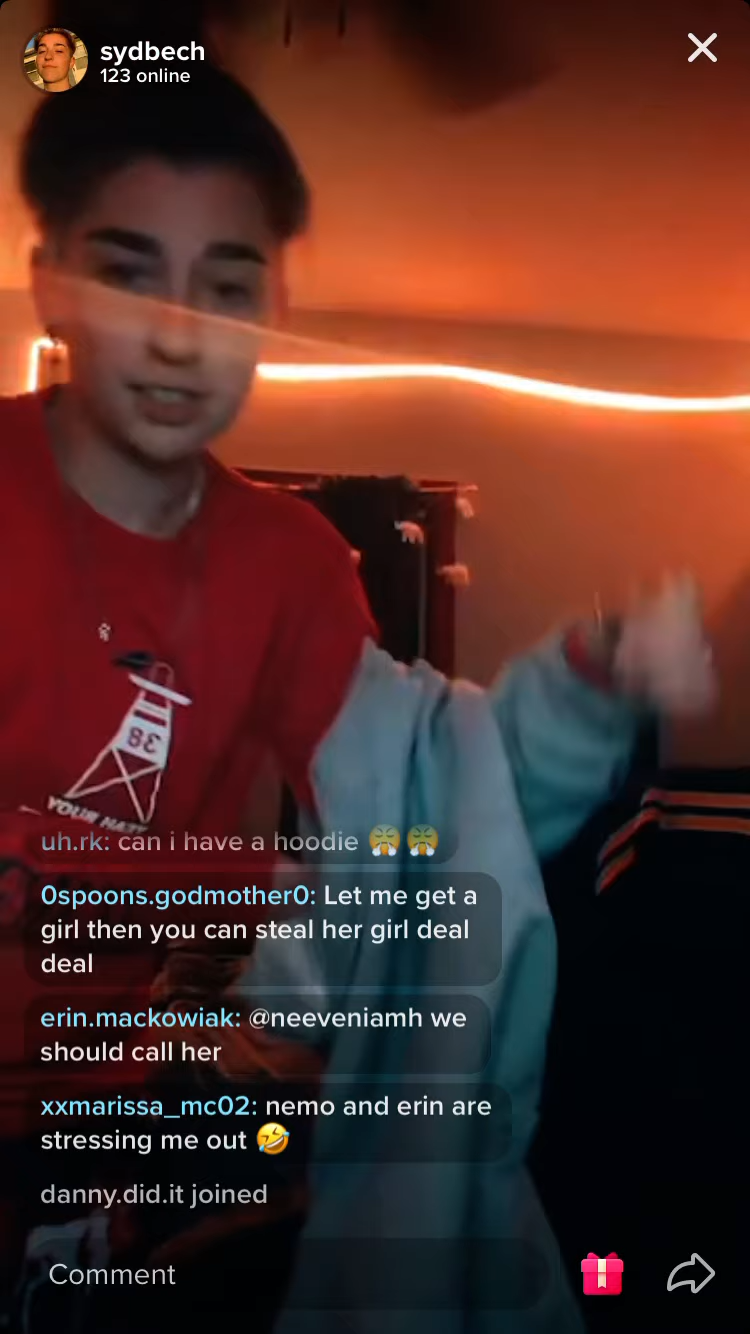 sydbech
123 online
38
YOUR
uh.rk: can i have a hoodie 😤😤
0spoons.godmother0: Let me get a
girl then you can steal her girl deal
deal
erin.mackowiak: @neeveniamh we
should call her
xxmarissa_mc02: nemo and erin are
stressing me out 🤣
danny.did.it joined
Comment